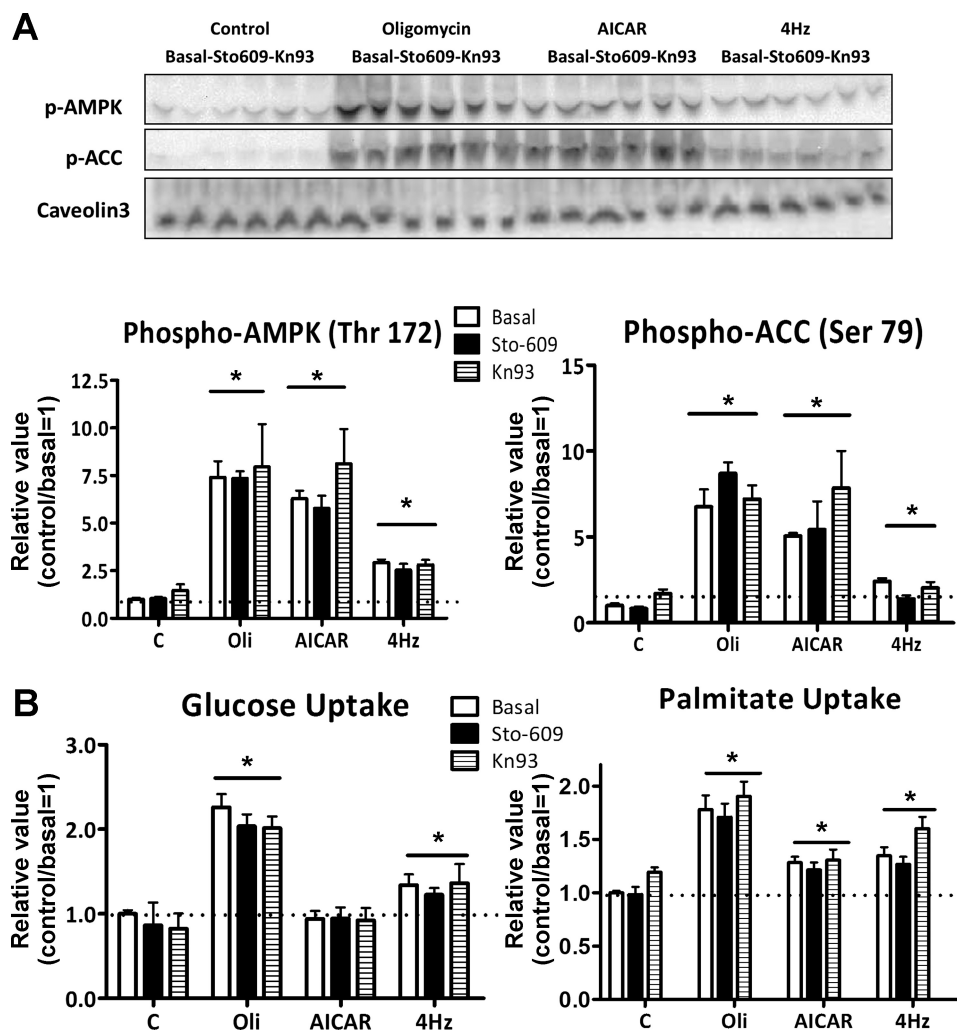 A
Control Oligomycin AICAR 4Hz
Basal-Sto609-Kn93 Basal-Sto609-Kn93 Basal-Sto609-Kn93 Basal-Sto609-Kn93
p-AMPK
p-ACC
Caveolin3
Phospho-AMPK (Thr 172)
Basal
Sto-609
Kn93
Phospho-ACC (Ser 79)
Relative value
(control/basal=1)
12.5
10.0
7.5
5.0
2.5
0.0
* * *
C Oli AICAR 4Hz
Relative value
(control/basal=1)
15
10
5
0
* * *
C Oli AICAR 4Hz
B
Glucose Uptake
Basal
Sto-609
Kn93
Palmitate Uptake
Relative value
(control/basal=1)
3.0
2.0
1.0
0.0
* *
C Oli AICAR 4Hz
Relative value
(control/basal=1)
2.0
1.5
1.0
0.5
0.0
* * *
C Oli AICAR 4Hz